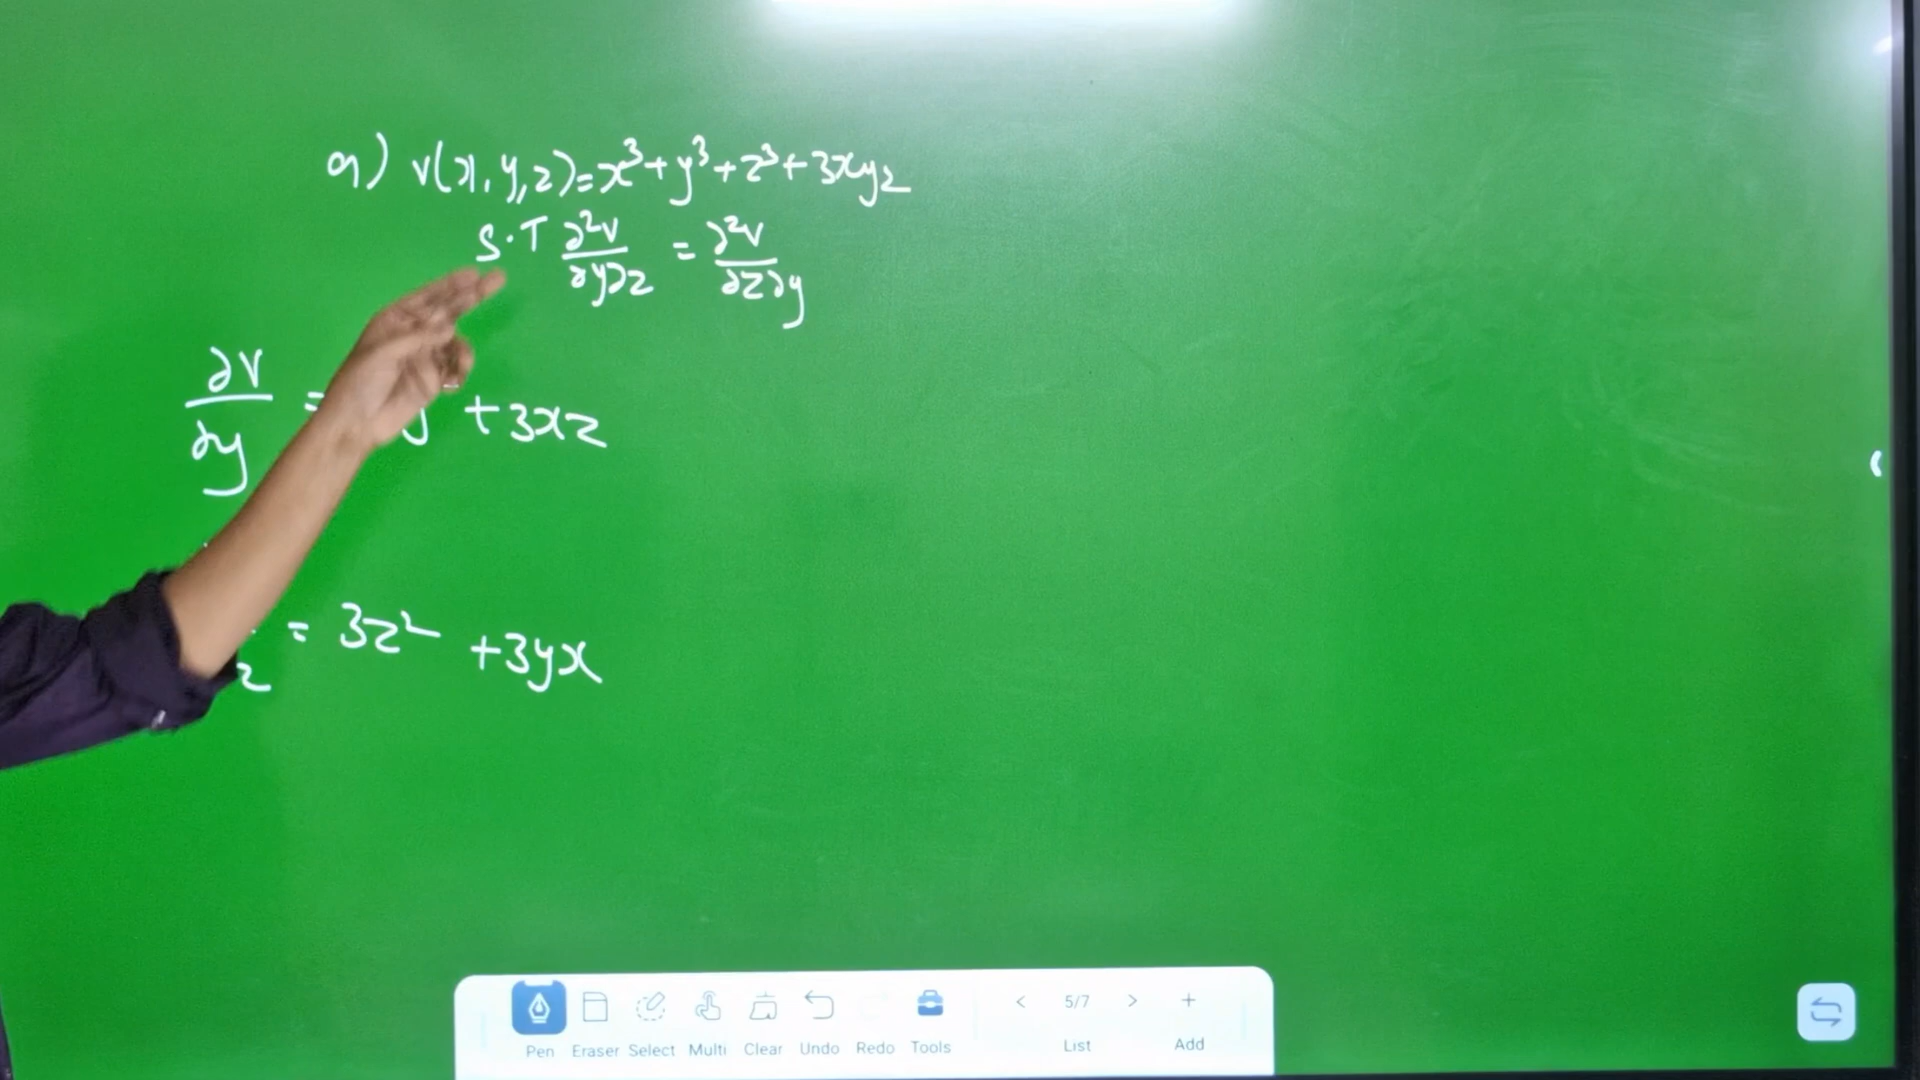 a) v(x,y,z)=x³+y³+z³+3xyz
S.T ∂²v/∂y∂z = ∂²v/∂z∂y
∂v/∂y = y +3xz
z = 3z² +3yx
Pen Eraser Select Multi Clear Undo Redo Tools < 5/7 > + 
List Add